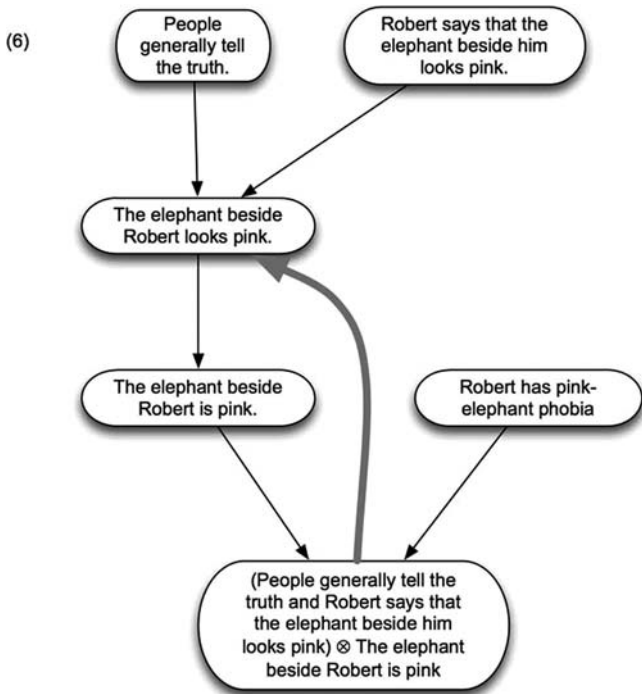 (6)
People
generally tell
the truth.
Robert says that the
elephant beside him
looks pink.
The elephant beside
Robert looks pink.
The elephant beside
Robert is pink.
Robert has pink-
elephant phobia
(People generally tell the
truth and Robert says that
the elephant beside him
looks pink) ⊗ The elephant
beside Robert is pink